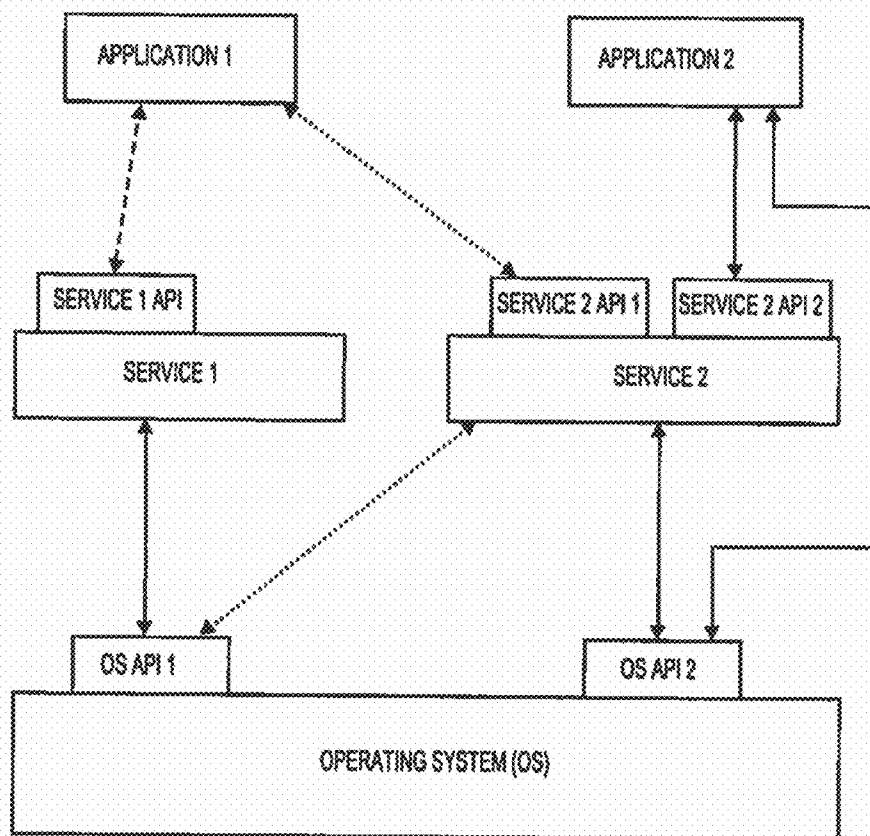 APPLICATION 1
APPLICATION 2
SERVICE 1 API
SERVICE 2 API 1
SERVICE 2 API 2
SERVICE 1
SERVICE 2
OS API 1
OS API 2
OPERATING SYSTEM (OS)